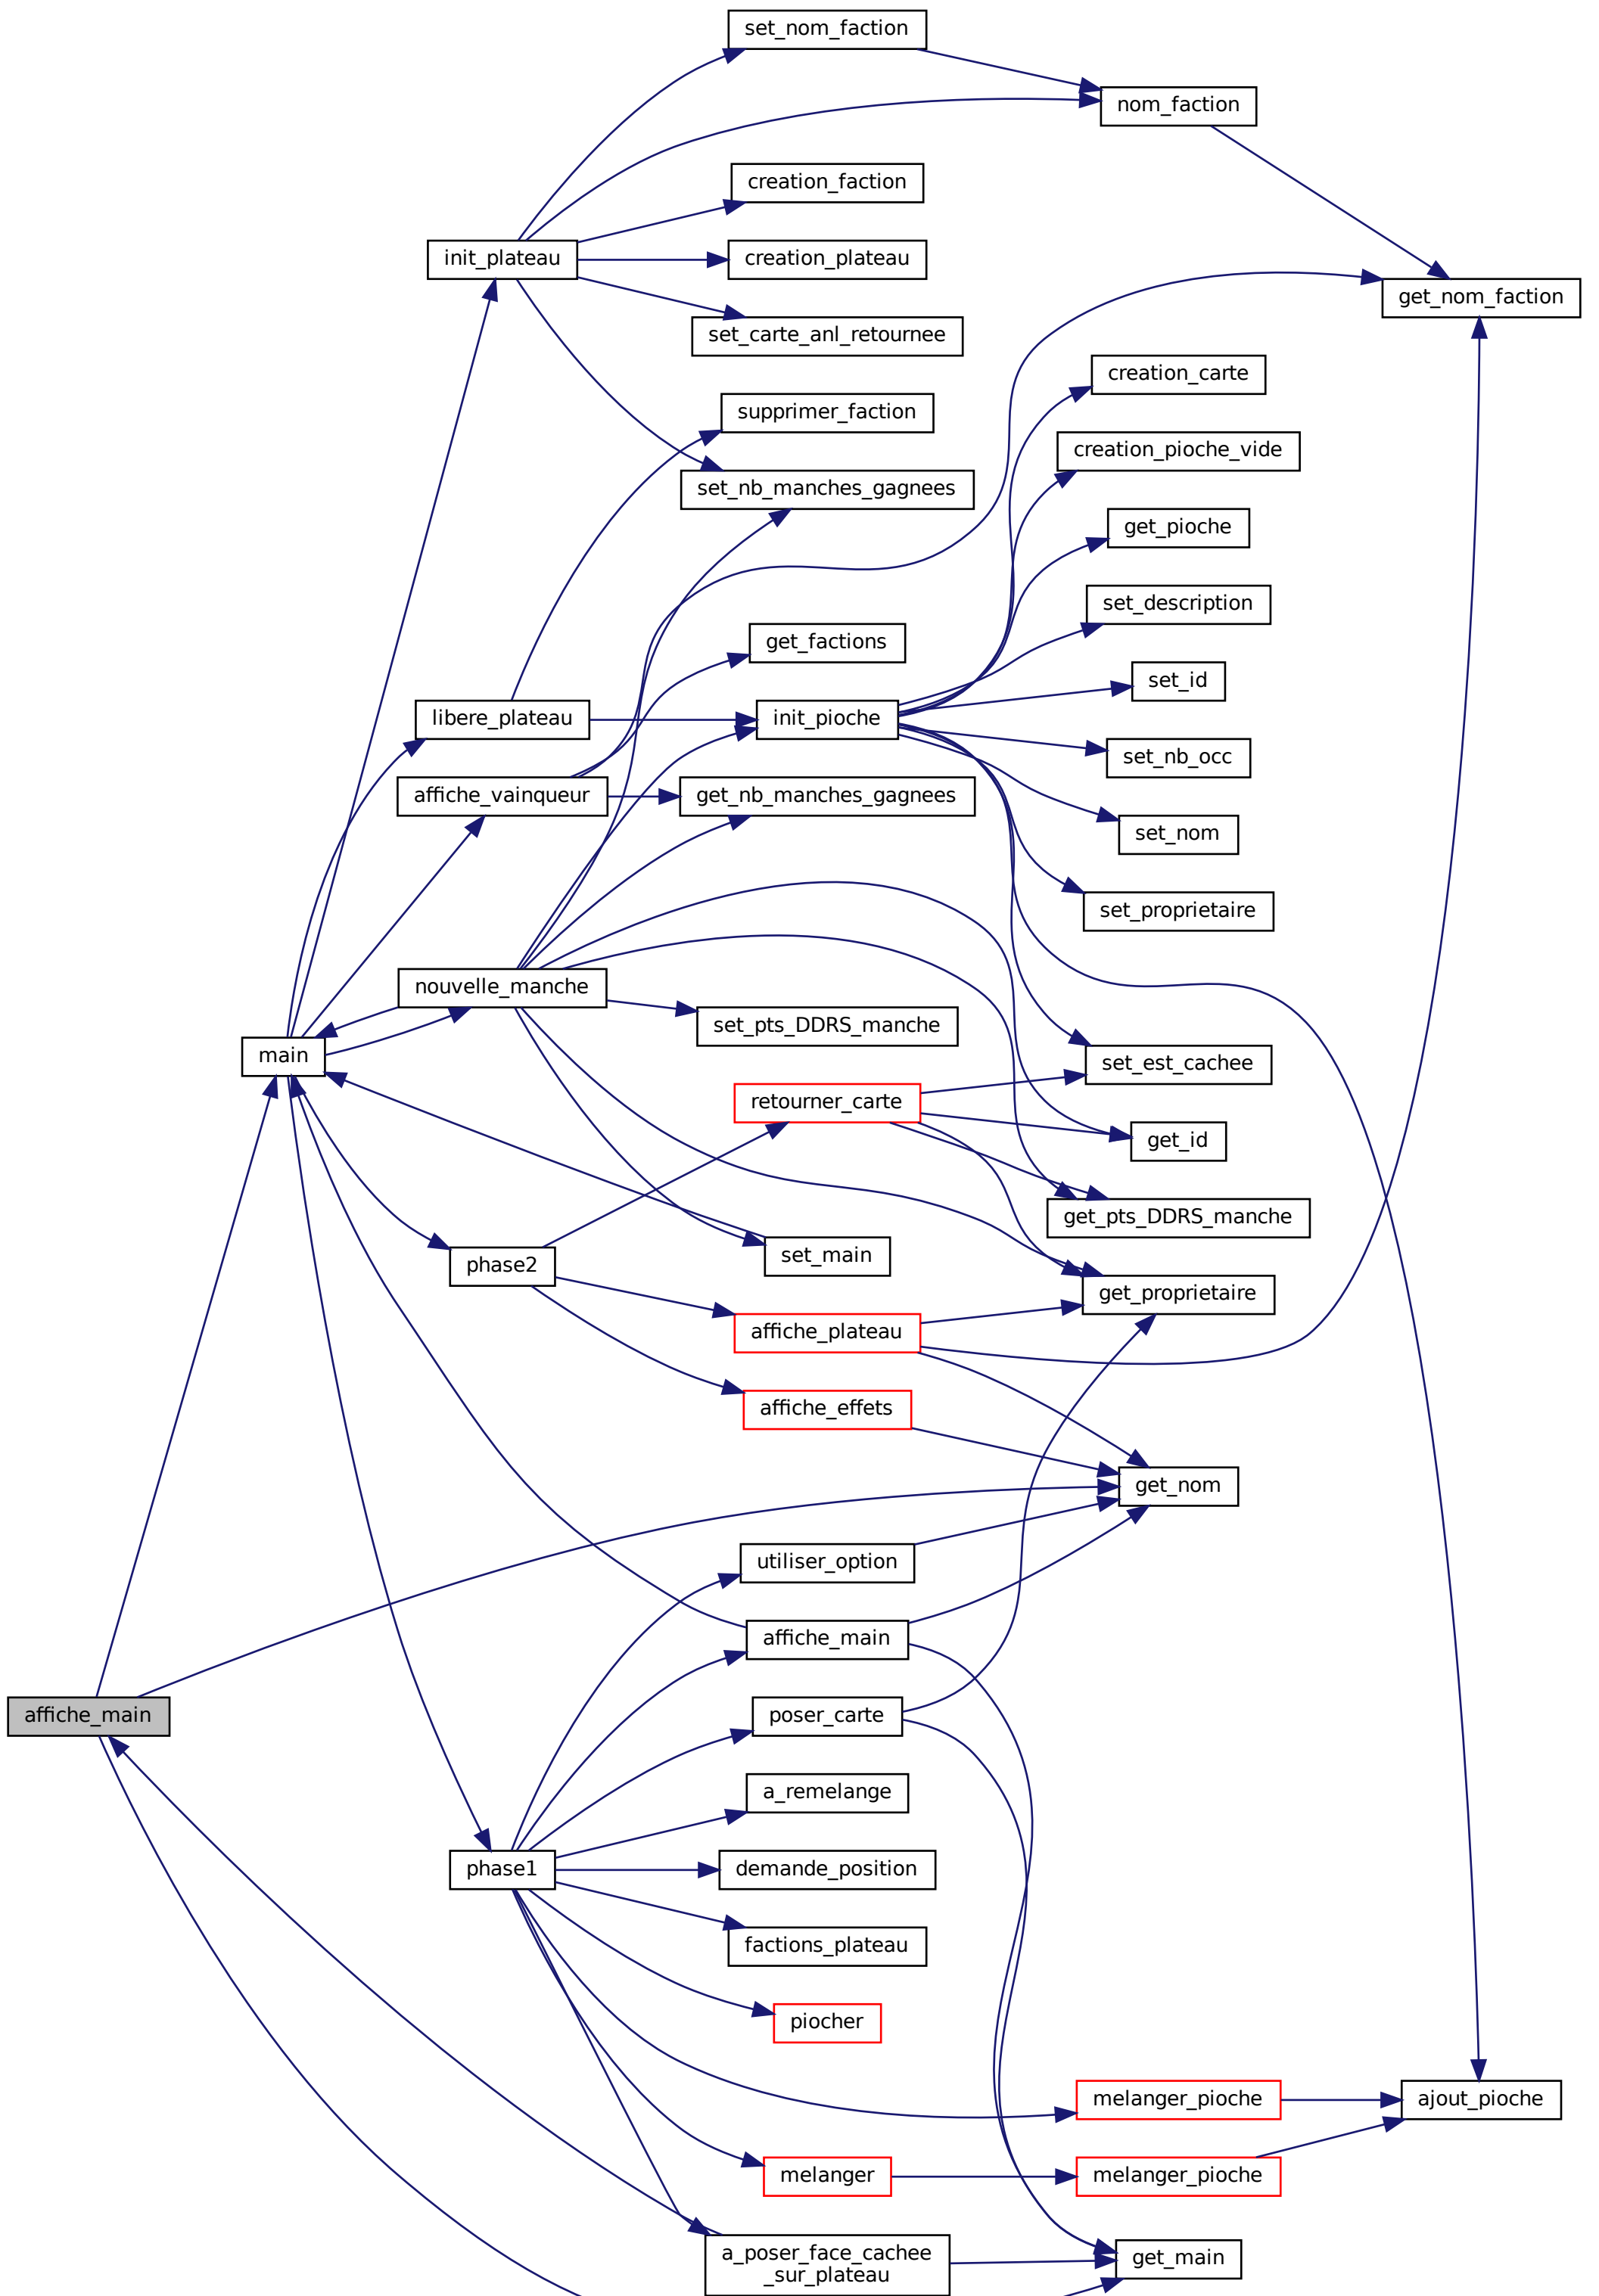 set_nom_faction
nom_faction
creation_faction
init_plateau
creation_plateau
get_nom_faction
set_carte_anl_retournee
creation_carte
supprimer_faction
creation_pioche_vide
set_nb_manches_gagnees
get_pioche
set_description
get_factions
set_id
libere_plateau
init_pioche
set_nb_occ
affiche_vainqueur
get_nb_manches_gagnees
set_nom
set_proprietaire
nouvelle_manche
set_pts_DDRS_manche
main
set_est_cachee
retourner_carte
get_id
get_pts_DDRS_manche
set_main
phase2
get_proprietaire
affiche_plateau
affiche_effets
get_nom
utiliser_option
affiche_main
affiche_main
poser_carte
a_remelange
phase1
demande_position
factions_plateau
piocher
melanger_pioche
ajout_pioche
melanger
melanger_pioche
a_poser_face_cachee
_sur_plateau
get_main